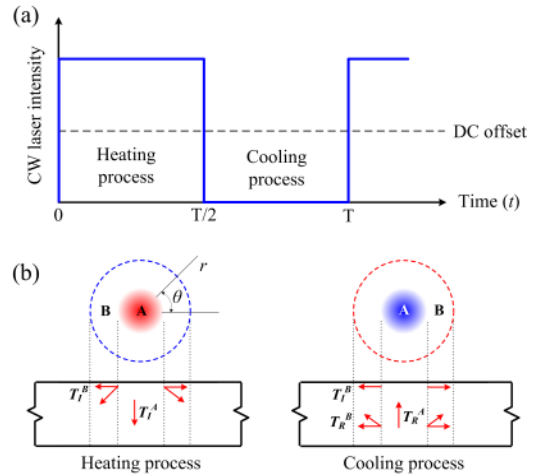 (a)
CW laser intensity
DC offset
Heating process
Cooling process
0
T/2
T
Time (t)
(b)
r
θ
B
A
A
B
T_I^B
T_I^A
T_I^B
T_R^B
T_R^A
Heating process
Cooling process